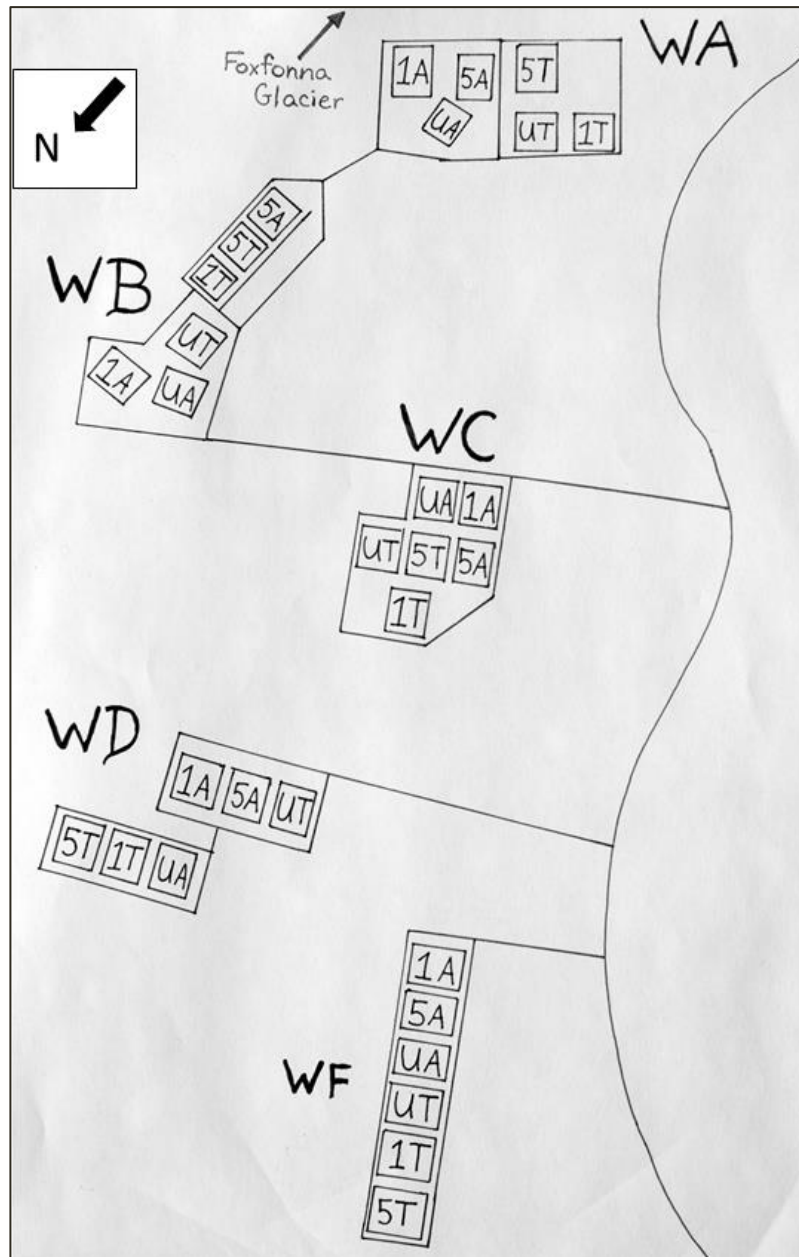 WA
Foxfonna
Glacier
N
1A 5A 5T
UA UT 1T
WB
5A
5T
1T
UT
1A UA
WC
UA 1A
UT 5T 5A
1T
WD
1A 5A UT
5T 1T UA
WF
1A
5A
UA
UT
1T
5T